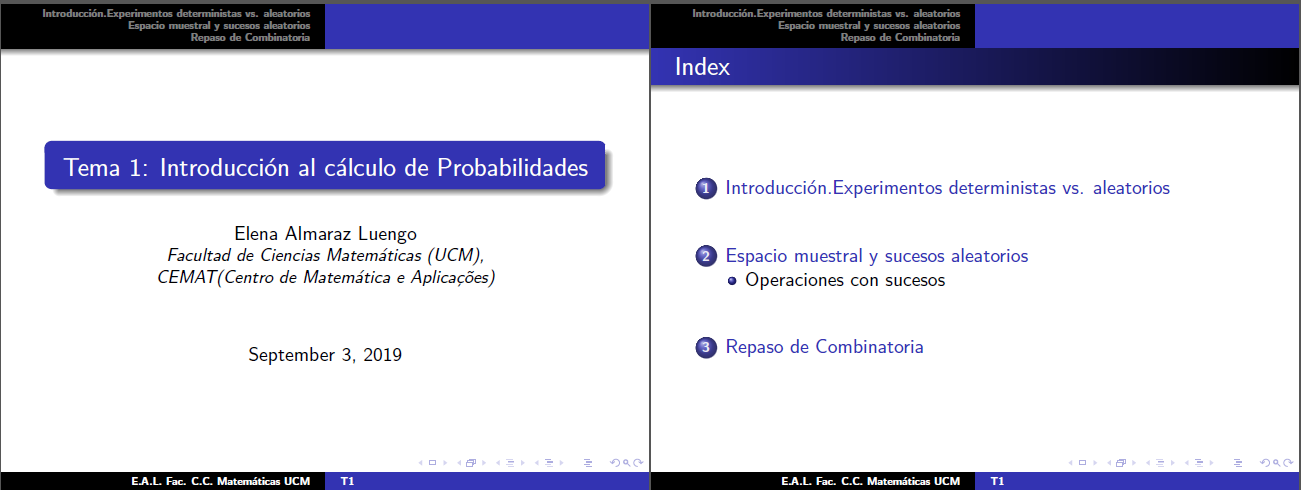 Introducción.Experimentos deterministas vs. aleatorios
Espacio muestral y sucesos aleatorios
Repaso de Combinatoria
Tema 1: Introducción al cálculo de Probabilidades
Elena Almaraz Luengo
Facultad de Ciencias Matemáticas (UCM),
CEMAT(Centro de Matemática e Aplicações)
September 3, 2019
E.A.L. Fac. C.C. Matemáticas UCM
T1
Introducción.Experimentos deterministas vs. aleatorios
Espacio muestral y sucesos aleatorios
Repaso de Combinatoria
Index
1 Introducción.Experimentos deterministas vs. aleatorios
2 Espacio muestral y sucesos aleatorios
Operaciones con sucesos
3 Repaso de Combinatoria
E.A.L. Fac. C.C. Matemáticas UCM
T1